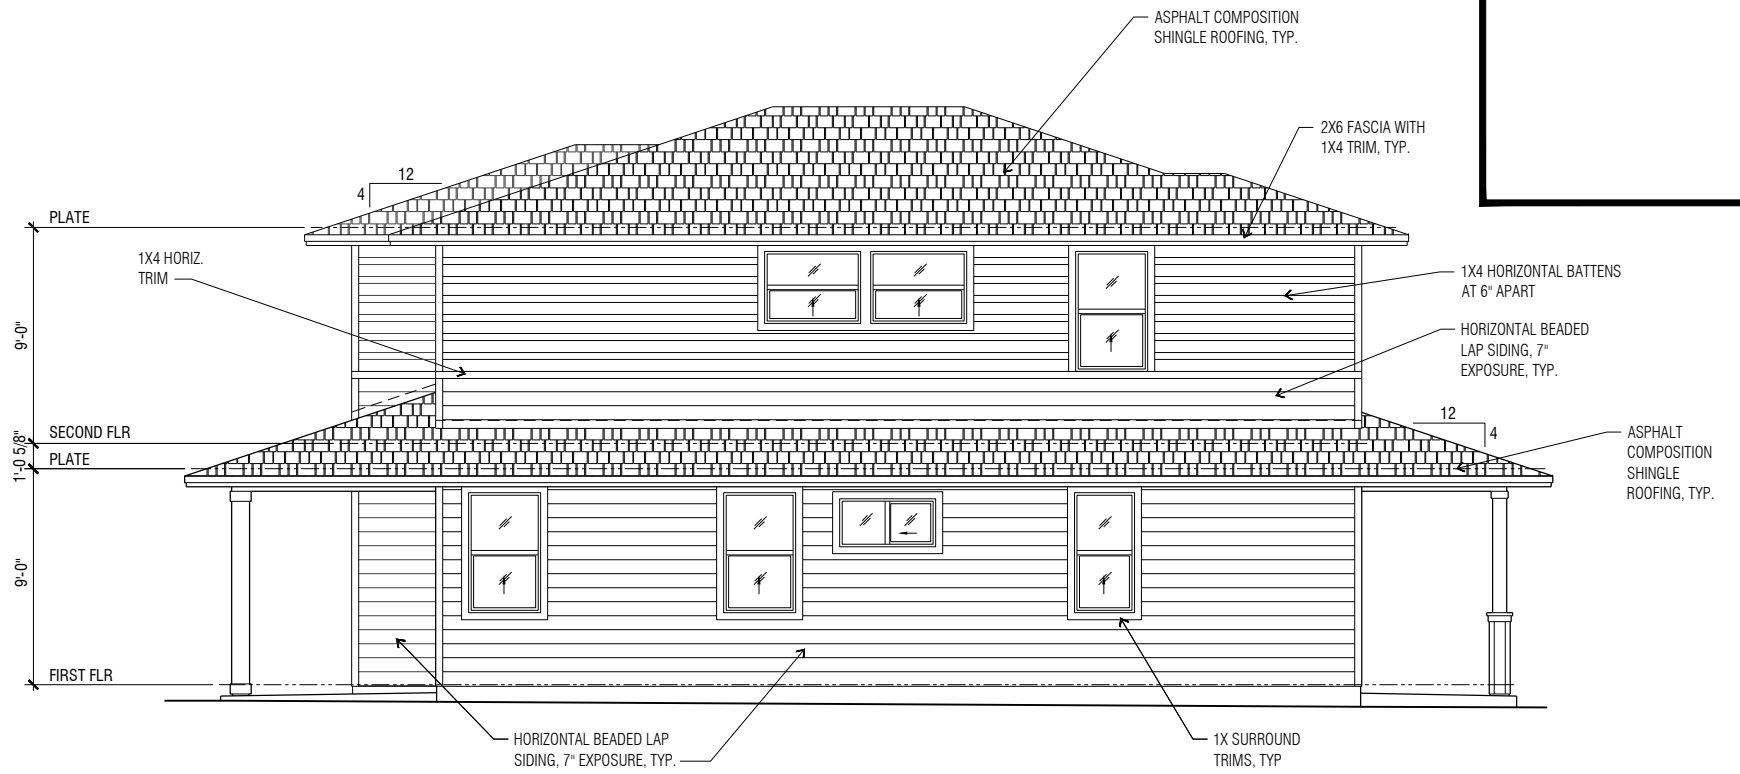 ASPHALT COMPOSITION
SHINGLE ROOFING, TYP.
2X6 FASCIA WITH
1X4 TRIM, TYP.
12
4
PLATE
1X4 HORIZ.
TRIM
1X4 HORIZONTAL BATTENS
AT 6" APART
9'-0"
HORIZONTAL BEADED
LAP SIDING, 7"
EXPOSURE, TYP.
12
4
SECOND FLR
1'-0 5/8"
PLATE
ASPHALT
COMPOSITION
SHINGLE
ROOFING, TYP.
9'-0"
FIRST FLR
HORIZONTAL BEADED LAP
SIDING, 7" EXPOSURE, TYP.
1X SURROUND
TRIMS, TYP